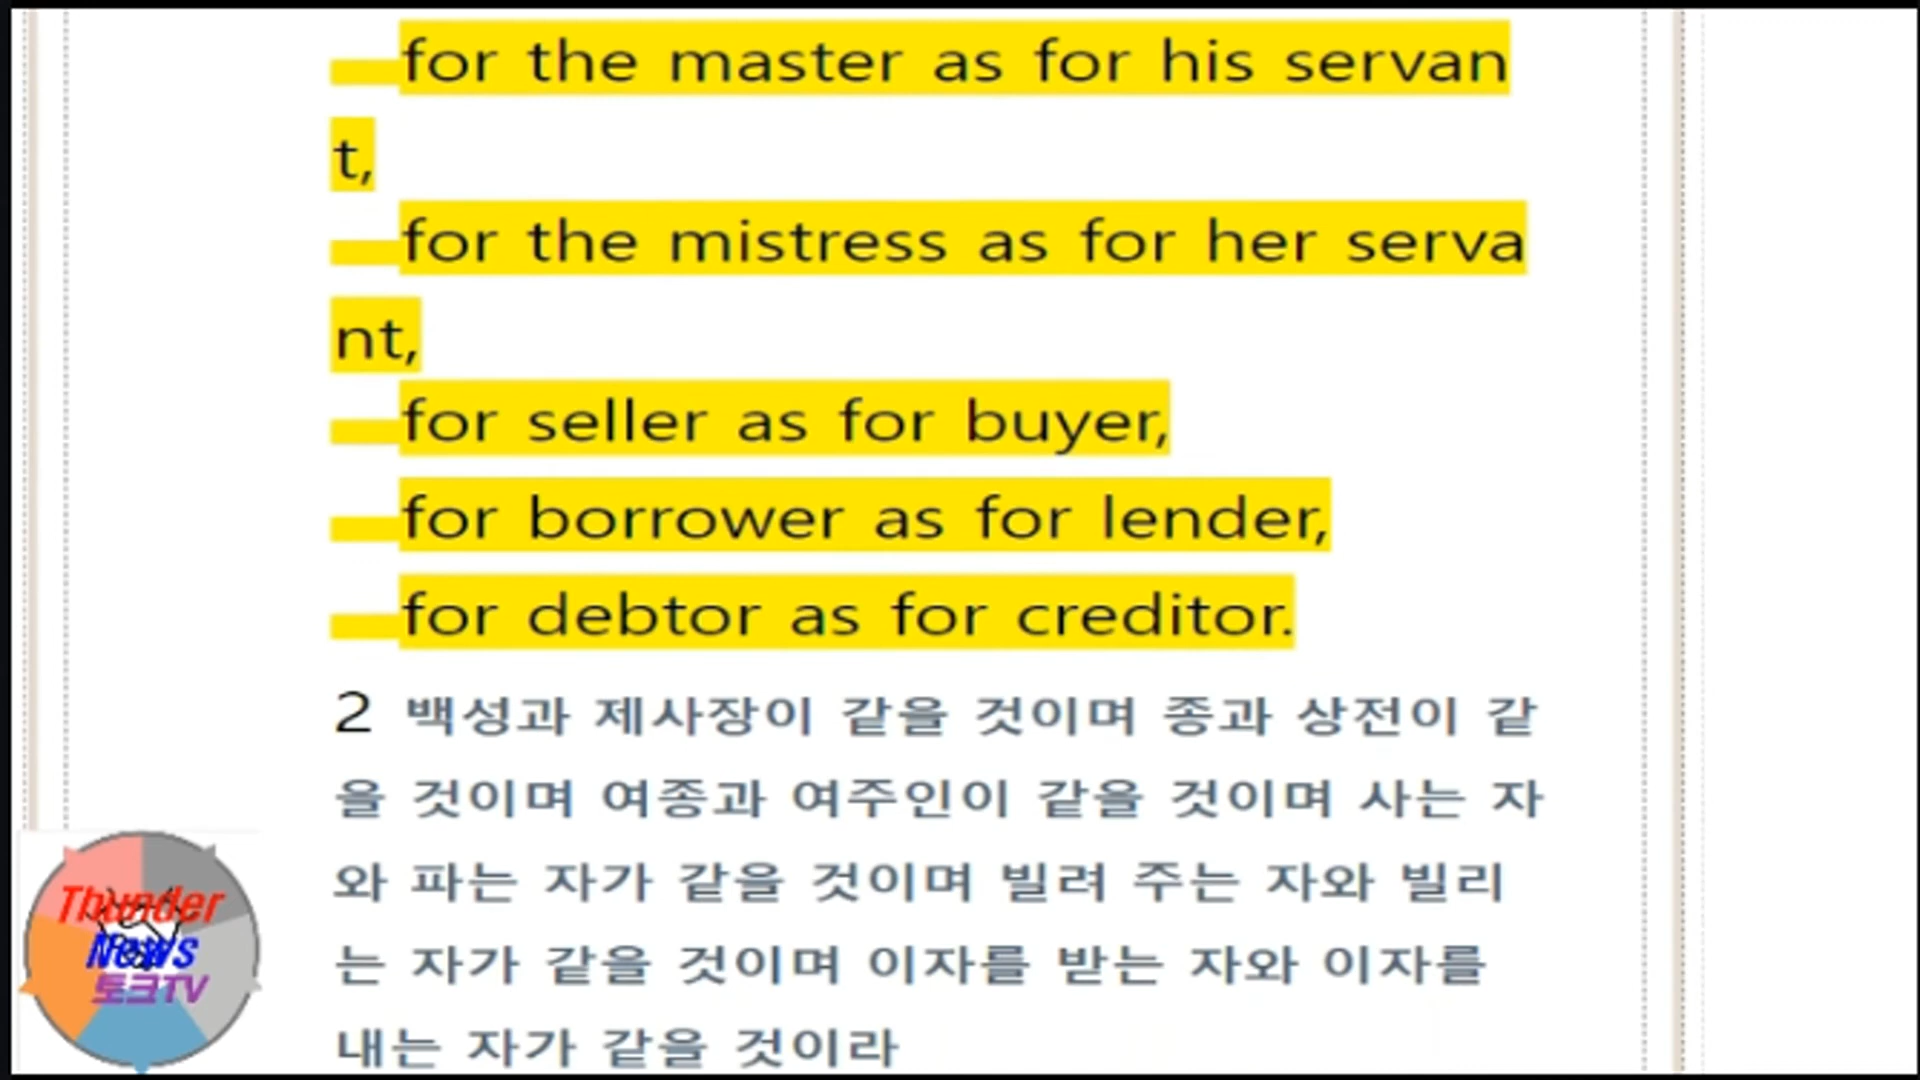 for the master as for his servan
t,
for the mistress as for her serva
nt,
for seller as for buyer,
for borrower as for lender,
for debtor as for creditor.
2 백성과 제사장이 같을 것이며 종과 상전이 같
을 것이며 여종과 여주인이 같을 것이며 사는 자
와 파는 자가 같을 것이며 빌려 주는 자와 빌리
는 자가 같을 것이며 이자를 받는 자와 이자를
내는 자가 같을 것이라
Thunder
News
토크TV